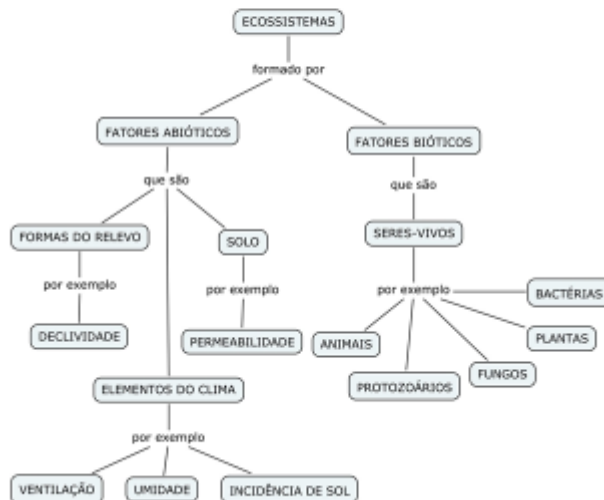 ECOSSISTEMAS
formado por
FATORES ABIÓTICOS
FATORES BIÓTICOS
que são
que são
FORMAS DO RELEVO
SOLO
SERES-VIVOS
por exemplo
por exemplo
por exemplo
BACTÉRIAS
DECLIVIDADE
PERMEABILIDADE
ANIMAIS
PLANTAS
PROTOZOÁRIOS
FUNGOS
ELEMENTOS DO CLIMA
por exemplo
VENTILAÇÃO
UMIDADE
INCIDÊNCIA DE SOL